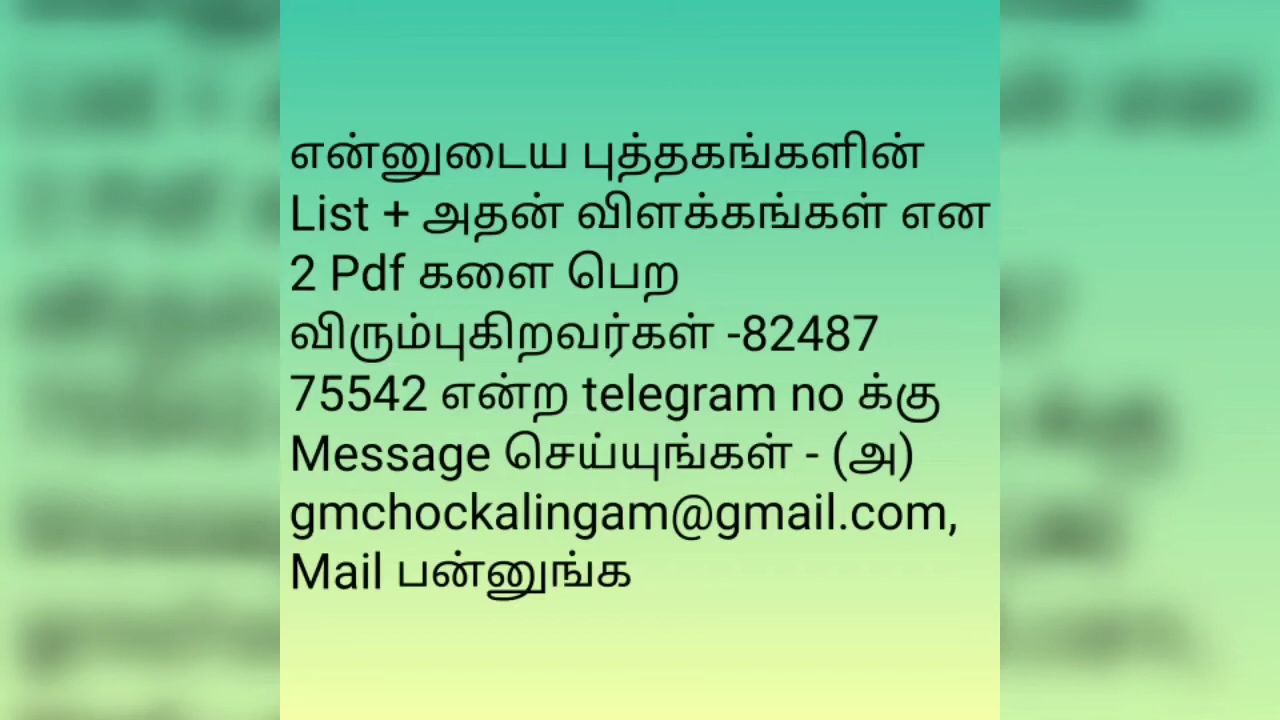 என்னுடைய புத்தகங்களின்
List + அதன் விளக்கங்கள் என
2 Pdf களை பெற
விரும்புகிறவர்கள் -82487
75542 என்ற telegram no க்கு
Message செய்யுங்கள் - (அ)
gmchockalingam@gmail.com,
Mail பன்னுங்க